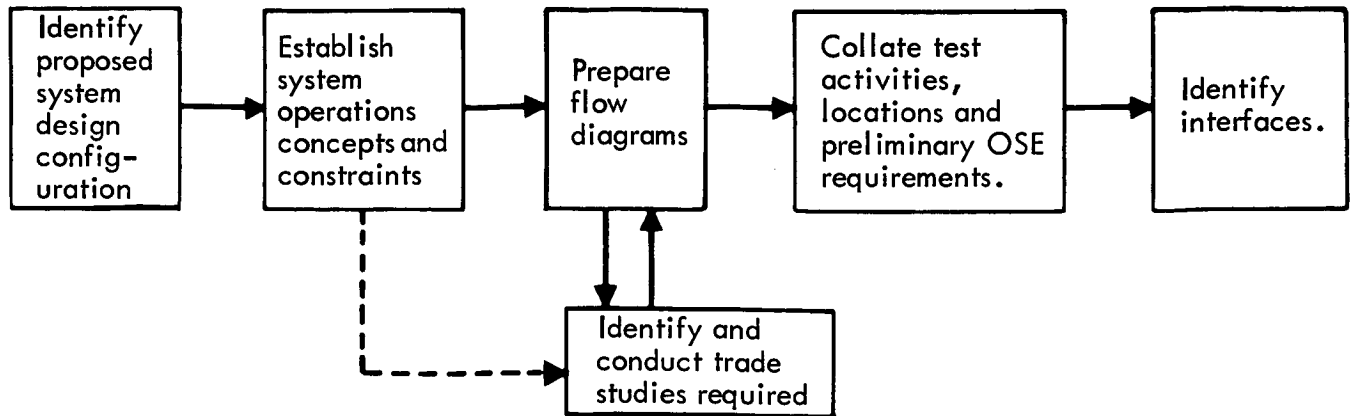 Identify
proposed
system
design
config-
uration
Establish
system
operations
concepts and
constraints
Prepare
flow
diagrams
Collate test
activities,
locations and
preliminary OSE
requirements.
Identify
interfaces.
Identify and
conduct trade
studies required